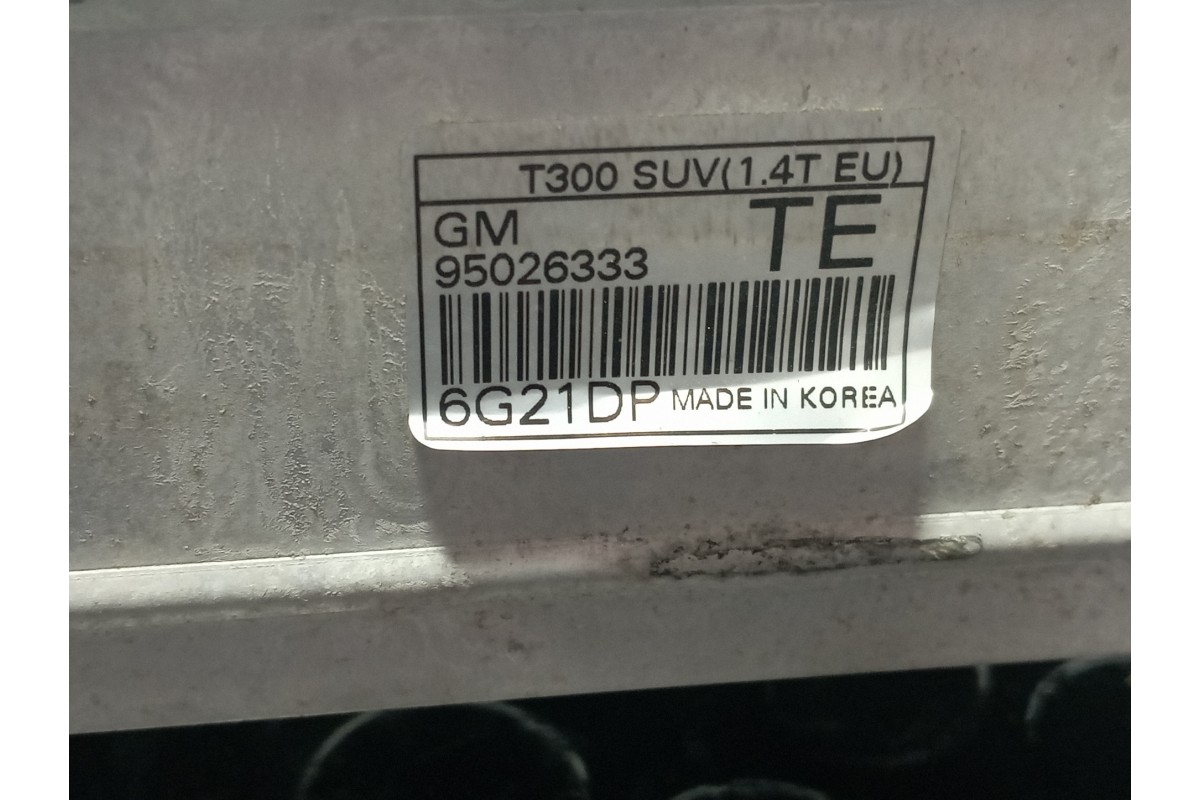 T300 SUV(1.4T EU)
GM TE
95026333
6G21DP MADE IN KOREA